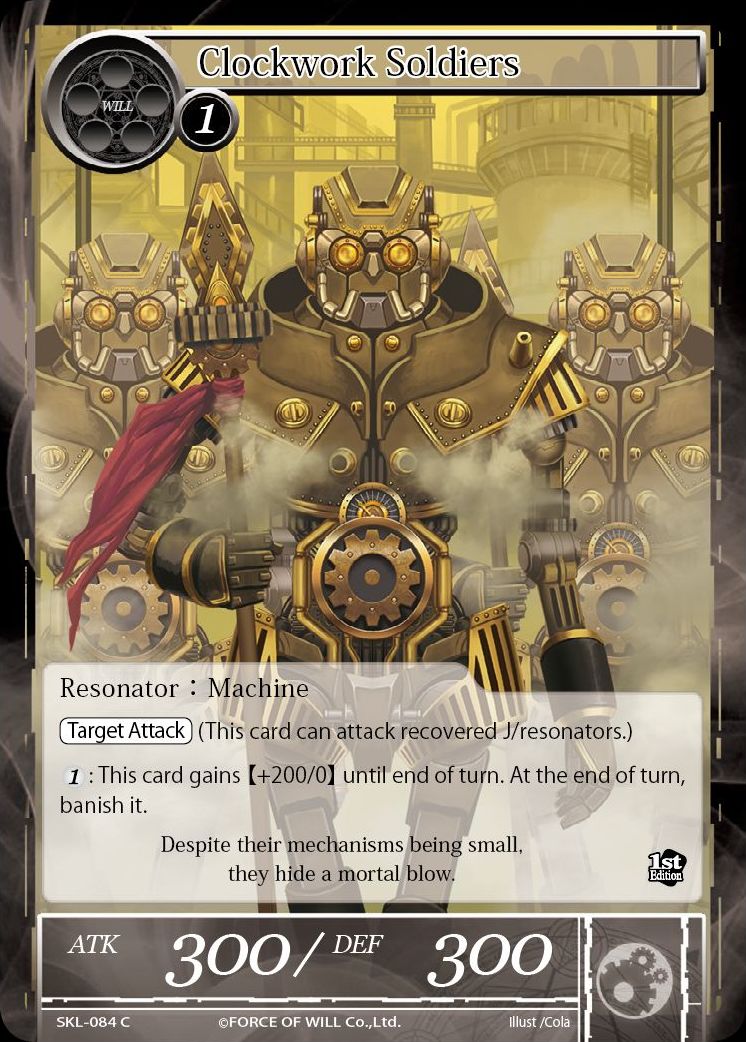 Clockwork Soldiers
WILL
1
Resonator : Machine
Target Attack (This card can attack recovered J/resonators.)
1 : This card gains 【+200/0】 until end of turn. At the end of turn,
banish it.
Despite their mechanisms being small,
they hide a mortal blow.
1st
Edition
ATK 300 / DEF 300
SKL-084 C ©FORCE OF WILL Co.,Ltd. Illust /Cola